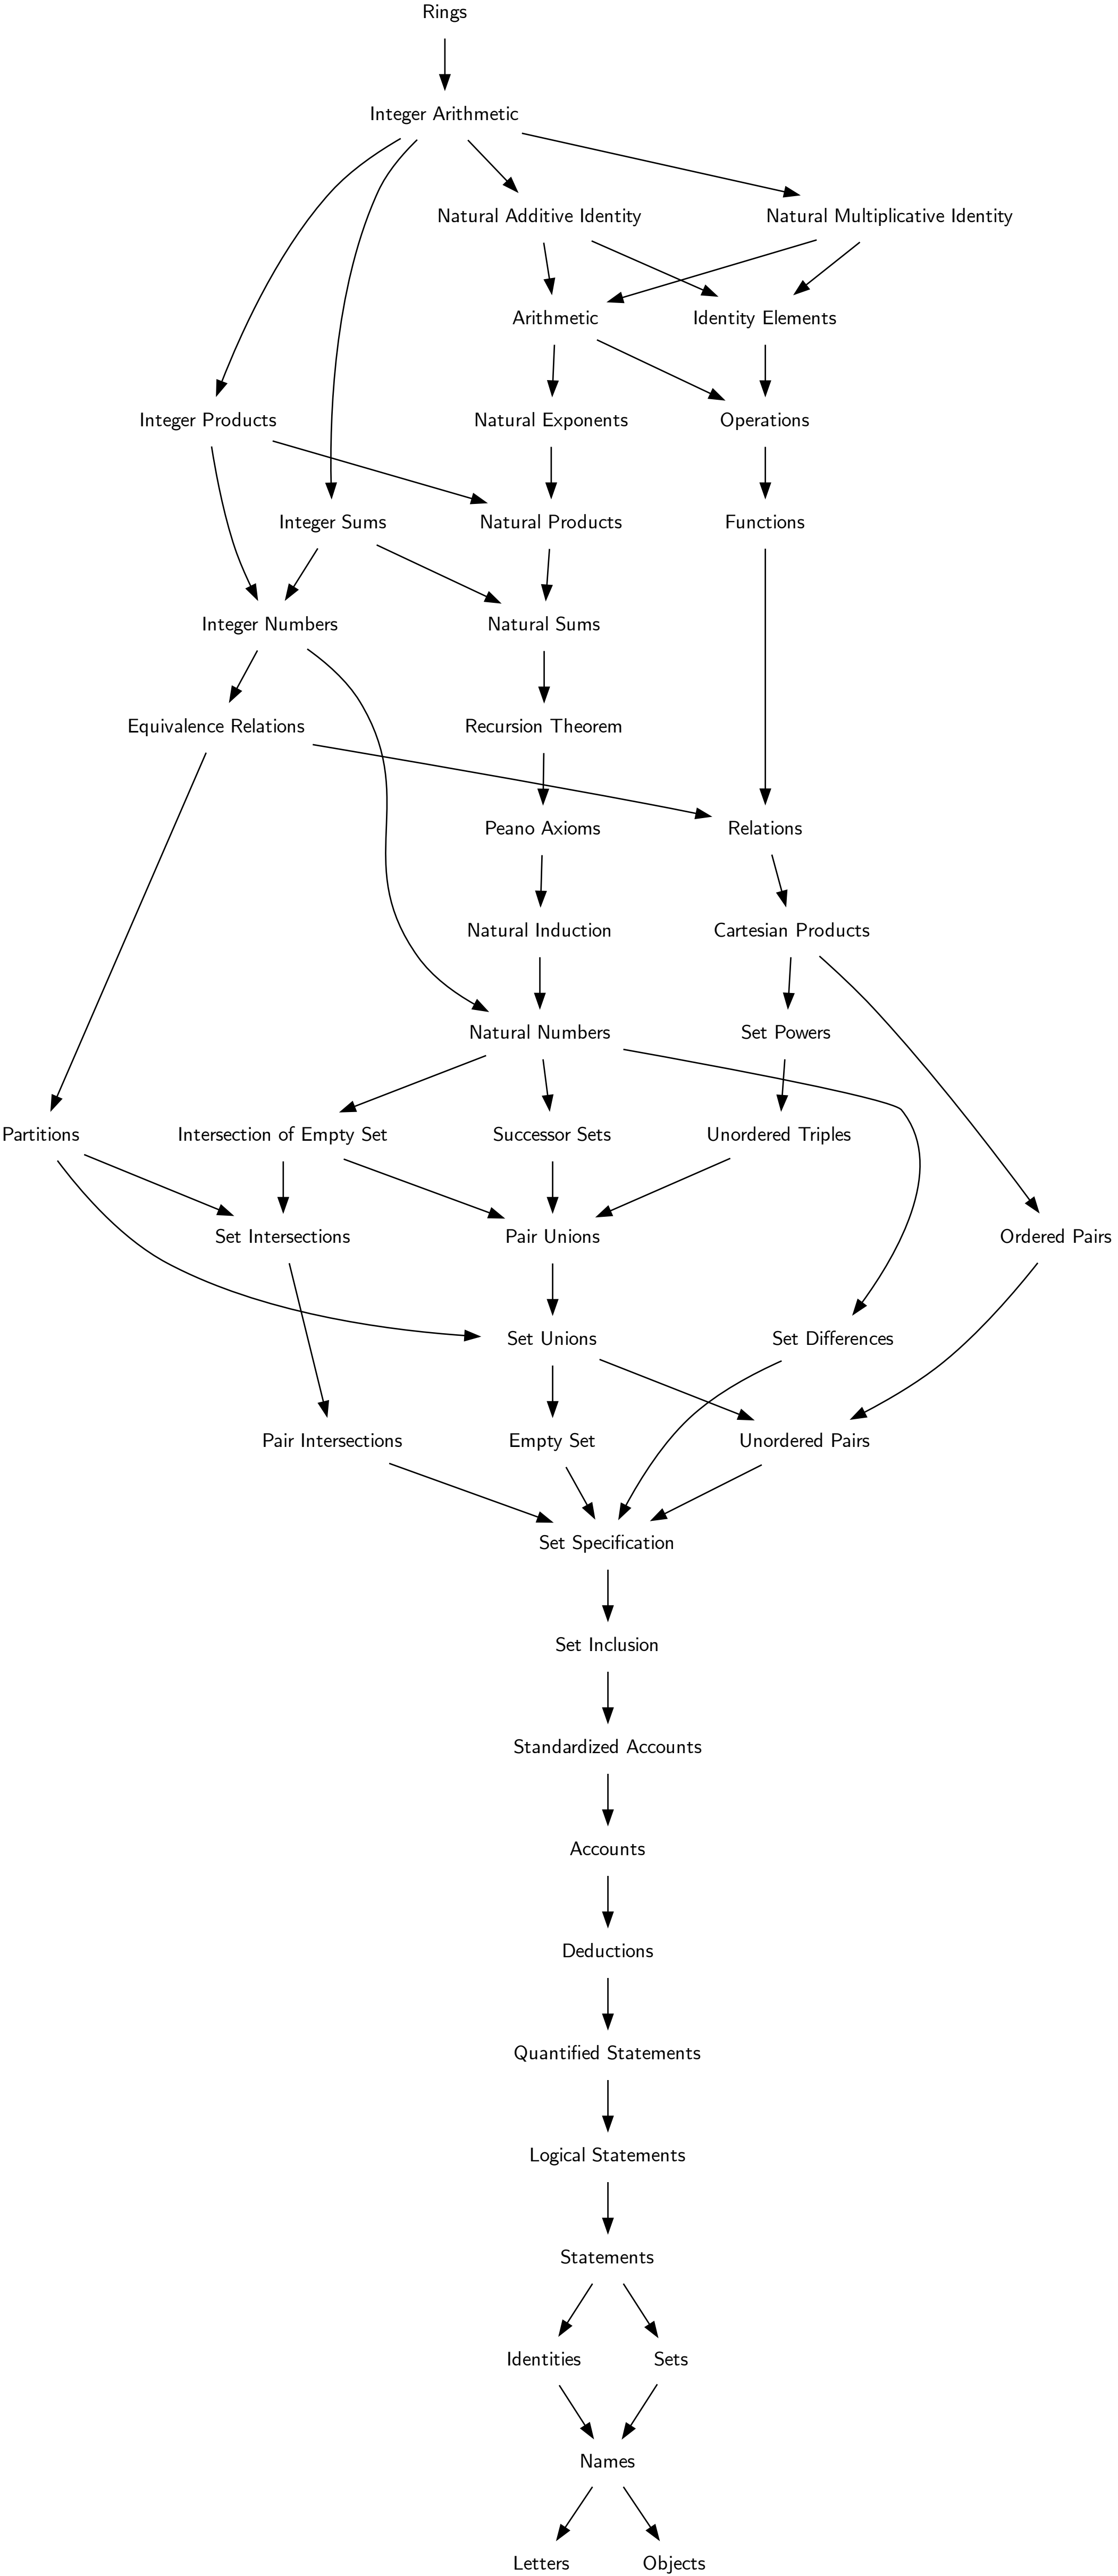 Rings
Integer Arithmetic
Natural Additive Identity
Natural Multiplicative Identity
Arithmetic
Identity Elements
Integer Products
Natural Exponents
Operations
Integer Sums
Natural Products
Functions
Integer Numbers
Natural Sums
Equivalence Relations
Recursion Theorem
Peano Axioms
Relations
Natural Induction
Cartesian Products
Natural Numbers
Set Powers
Partitions
Intersection of Empty Set
Successor Sets
Unordered Triples
Set Intersections
Pair Unions
Ordered Pairs
Set Unions
Set Differences
Pair Intersections
Empty Set
Unordered Pairs
Set Specification
Set Inclusion
Standardized Accounts
Accounts
Deductions
Quantified Statements
Logical Statements
Statements
Identities
Sets
Names
Letters
Objects